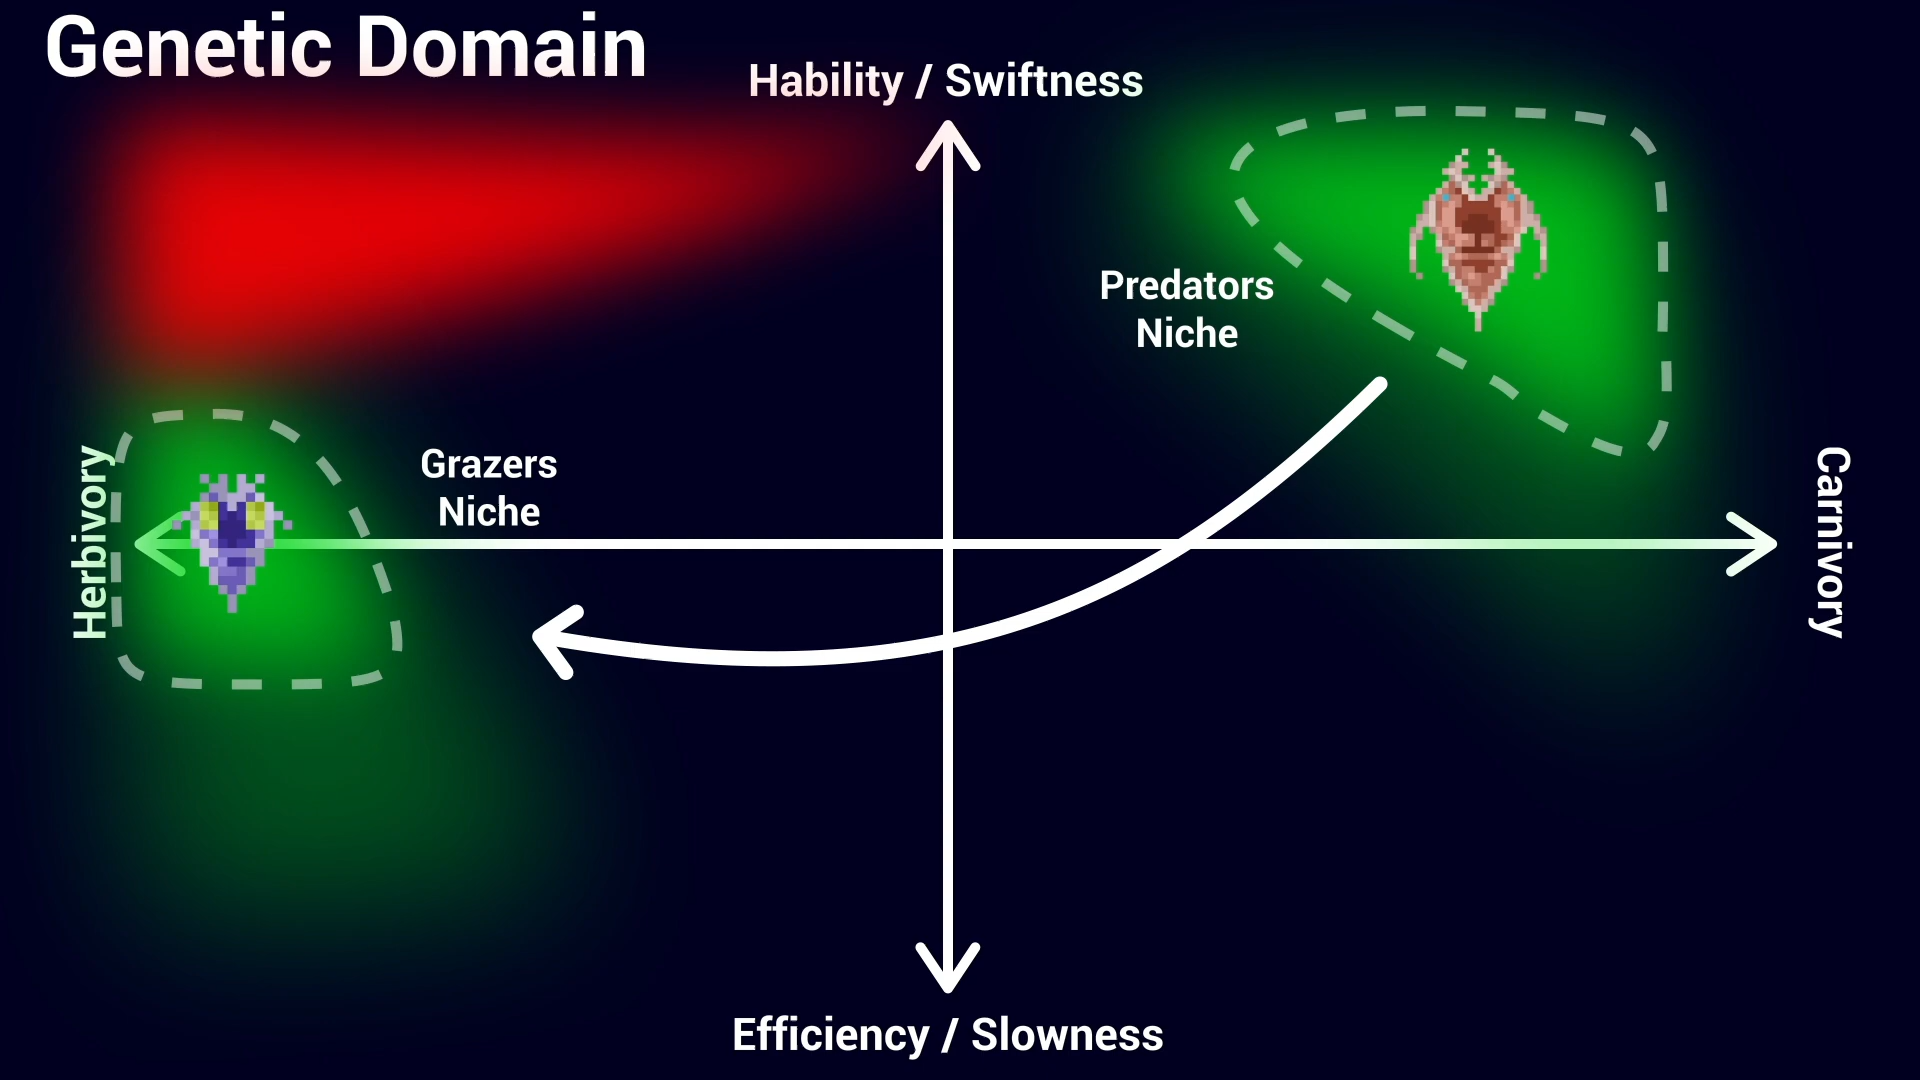 Genetic Domain
Hability / Swiftness
Predators
Niche
Grazers
Niche
Herbivory
Carnivory
Efficiency / Slowness